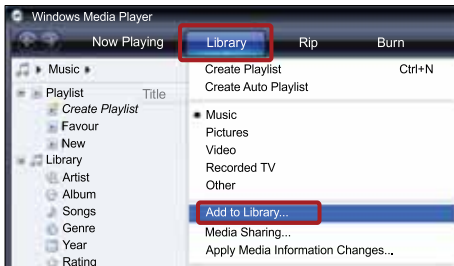 Windows Media Player
Now Playing Library Rip Burn
Music
Create Playlist Ctrl+N
Create Auto Playlist
Playlist Title
Create Playlist
Favour
New
Library
Artist
Album
Songs
Genre
Year
Rating
Music
Pictures
Video
Recorded TV
Other
Add to Library...
Media Sharing...
Apply Media Information Changes...